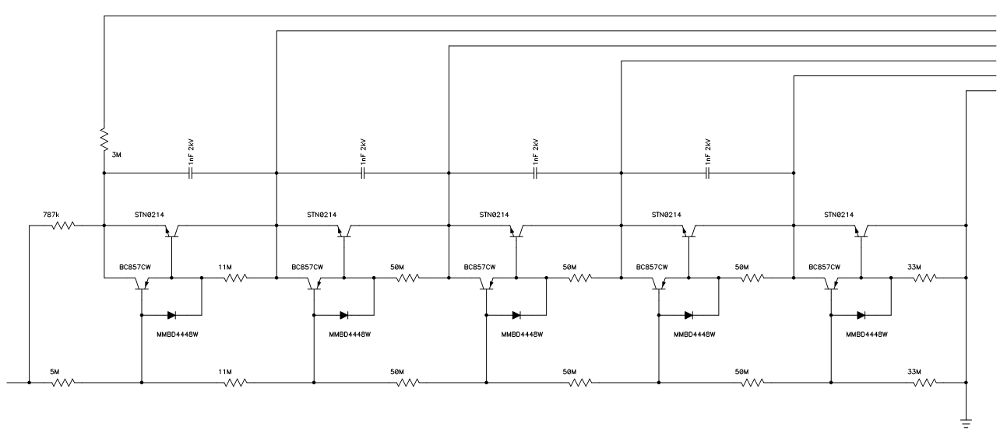 1nF 2kV
1nF 2kV
1nF 2kV
1nF 2kV
3M
787k
STN0214
STN0214
STN0214
STN0214
STN0214
BC857CW
11M
BC857CW
50M
BC857CW
50M
BC857CW
50M
BC857CW
33M
MMBD4448W
MMBD4448W
MMBD4448W
MMBD4448W
MMBD4448W
5M
11M
50M
50M
50M
33M